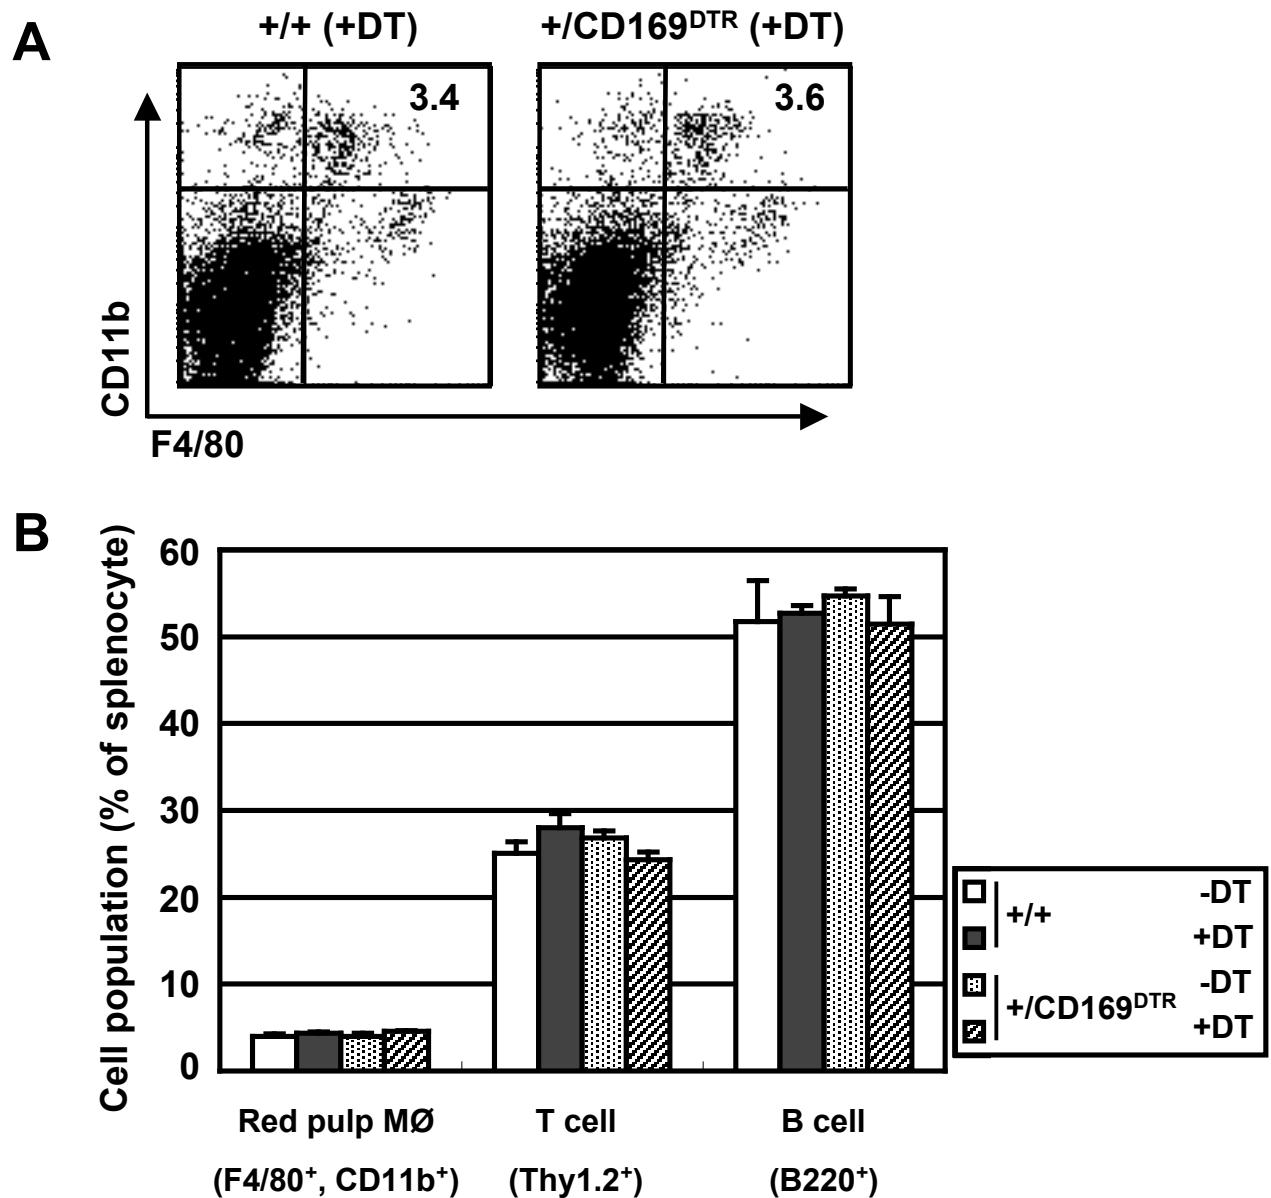 A
+/+ (+DT)
+/CD169DTR (+DT)
3.4
3.6
CD11b
F4/80
B
Cell population (% of splenocyte)
60
50
40
30
20
10
0
Red pulp MØ
(F4/80+, CD11b+)
T cell
(Thy1.2+)
B cell
(B220+)
+/+
-DT
+DT
+/CD169DTR
-DT
+DT